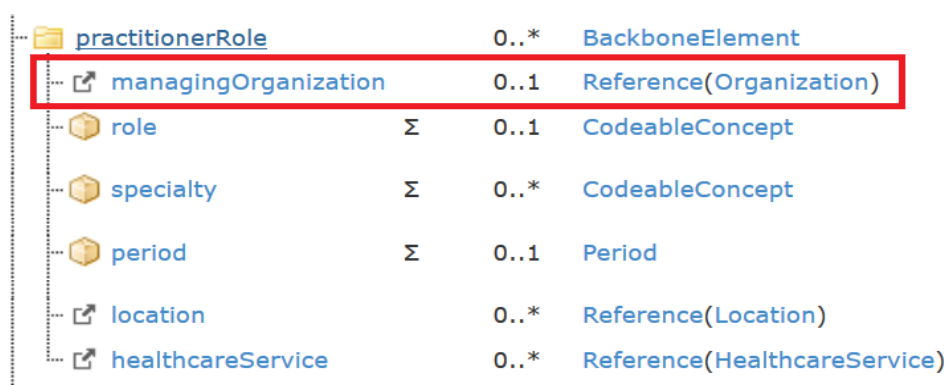 practitionerRole 0..* BackboneElement
managingOrganization 0..1 Reference(Organization)
role Σ 0..1 CodeableConcept
specialty Σ 0..* CodeableConcept
period Σ 0..1 Period
location 0..* Reference(Location)
healthcareService 0..* Reference(HealthcareService)